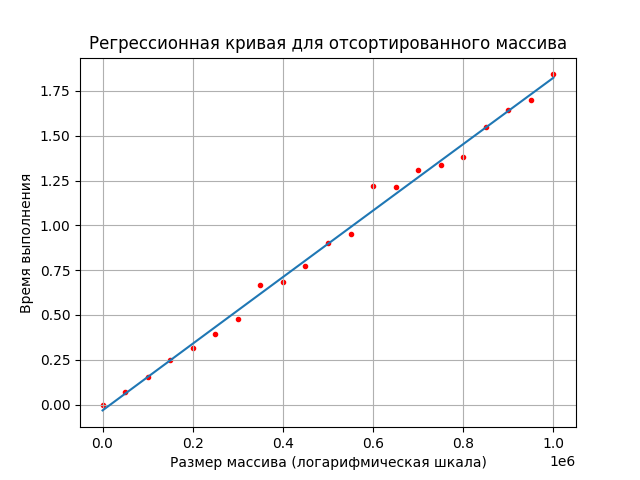 Регрессионная кривая для отсортированного массива
1.75
1.50
1.25
1.00
0.75
0.50
0.25
0.00
Время выполнения
0.0 0.2 0.4 0.6 0.8 1.0
1e6
Размер массива (логарифмическая шкала)